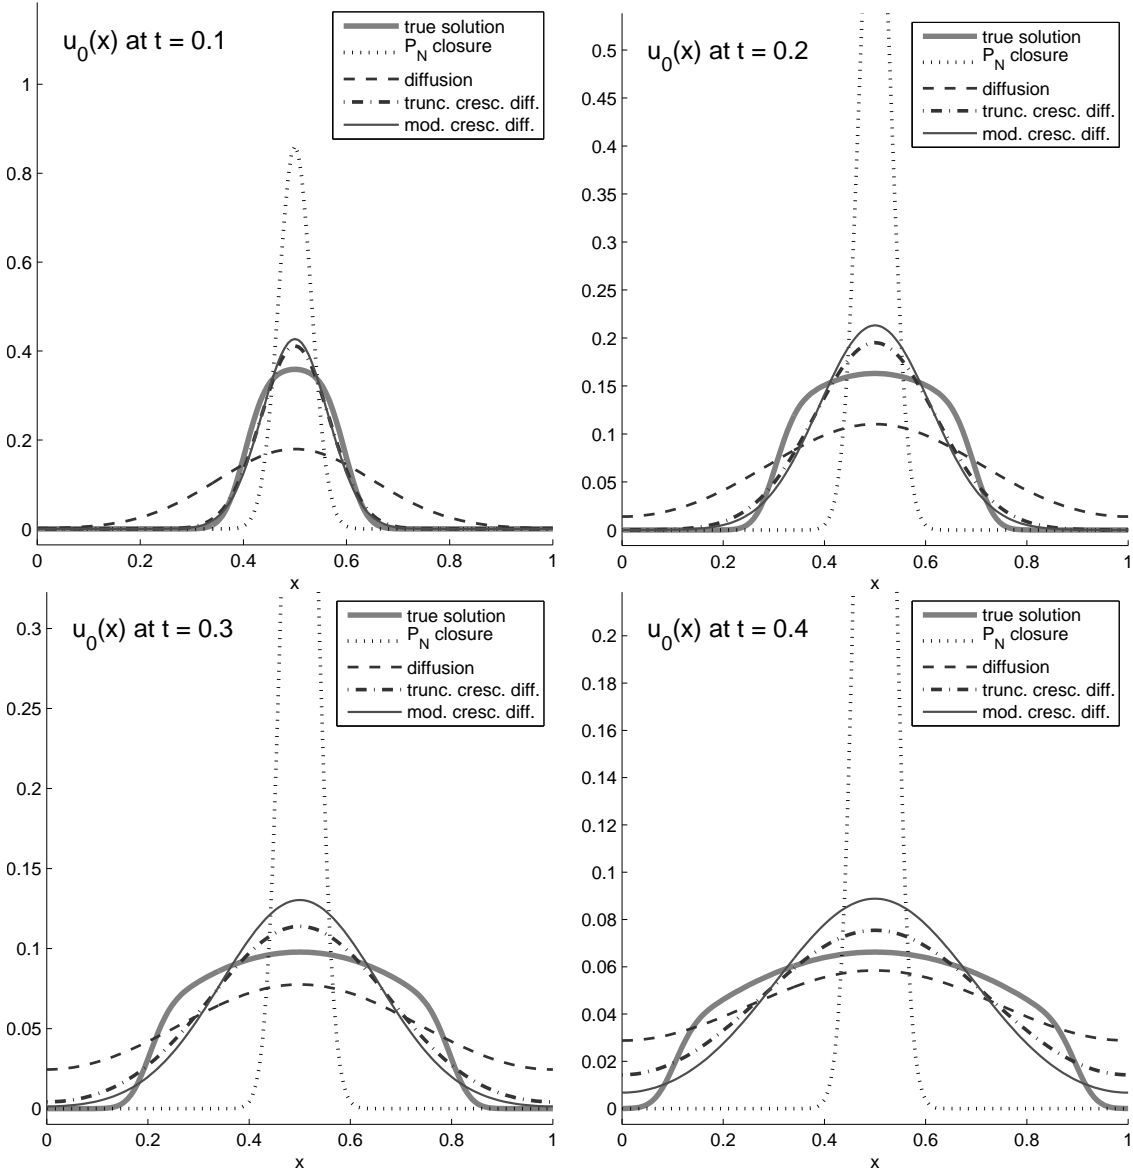 u0(x) at t = 0.1
true solution
PN closure
diffusion
trunc. cresc. diff.
mod. cresc. diff.
1
0.8
0.6
0.4
0.2
0
0 0.2 0.4 0.6 0.8 1
x
u0(x) at t = 0.2
true solution
PN closure
diffusion
trunc. cresc. diff.
mod. cresc. diff.
0.5
0.45
0.4
0.35
0.3
0.25
0.2
0.15
0.1
0.05
0
0 0.2 0.4 0.6 0.8 1
x
u0(x) at t = 0.3
true solution
PN closure
diffusion
trunc. cresc. diff.
mod. cresc. diff.
0.3
0.25
0.2
0.15
0.1
0.05
0
0 0.2 0.4 0.6 0.8 1
x
u0(x) at t = 0.4
true solution
PN closure
diffusion
trunc. cresc. diff.
mod. cresc. diff.
0.2
0.18
0.16
0.14
0.12
0.1
0.08
0.06
0.04
0.02
0
0 0.2 0.4 0.6 0.8 1
x